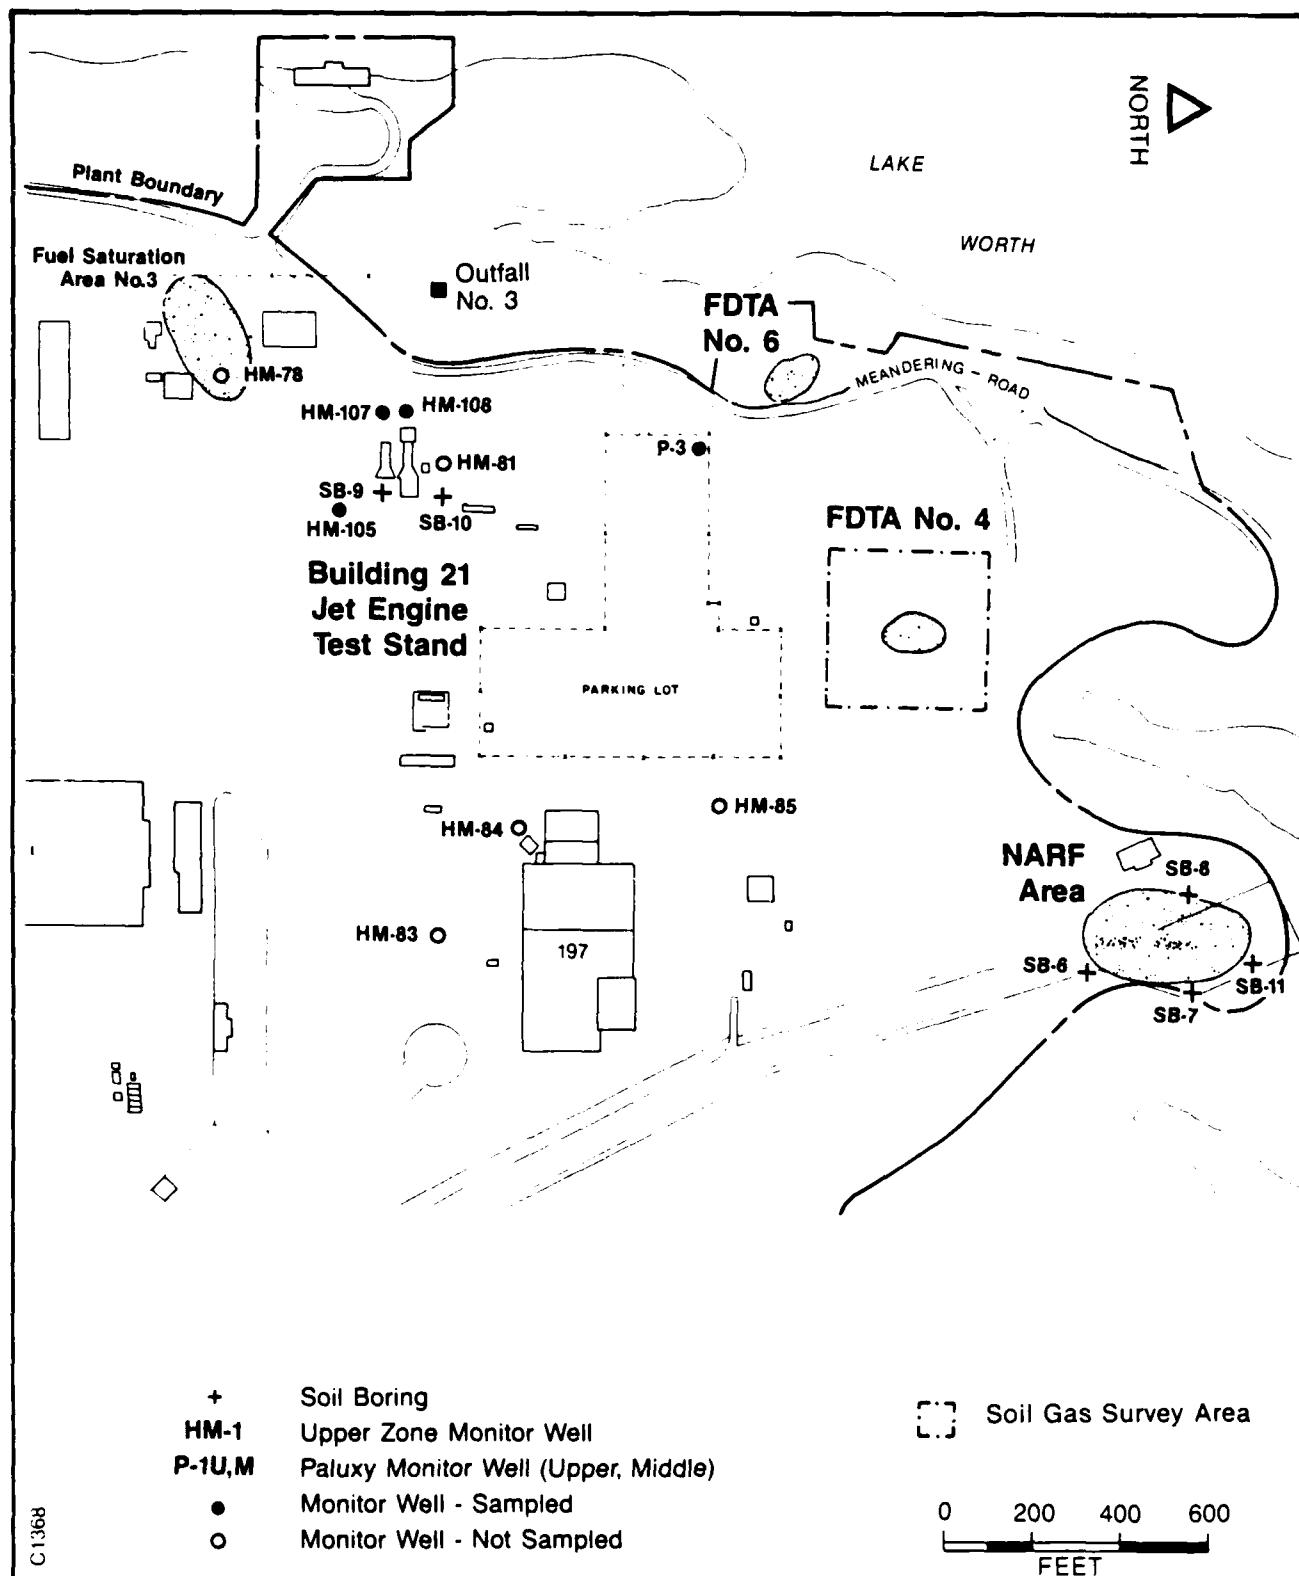 NORTH
LAKE
WORTH
Plant Boundary
Fuel Saturation
Area No.3
Outfall
No. 3
FDTA
No. 6
MEANDERING - ROAD
HM-78
HM-107
HM-108
HM-81
P-3
SB-9
SB-10
HM-105
FDTA No. 4
Building 21
Jet Engine
Test Stand
PARKING LOT
HM-85
HM-84
NARF
Area
SB-8
HM-83
197
SB-6
SB-11
SB-7
+ Soil Boring
HM-1 Upper Zone Monitor Well
P-1U,M Paluxy Monitor Well (Upper, Middle)
● Monitor Well - Sampled
○ Monitor Well - Not Sampled
Soil Gas Survey Area
0 200 400 600
FEET
C1368